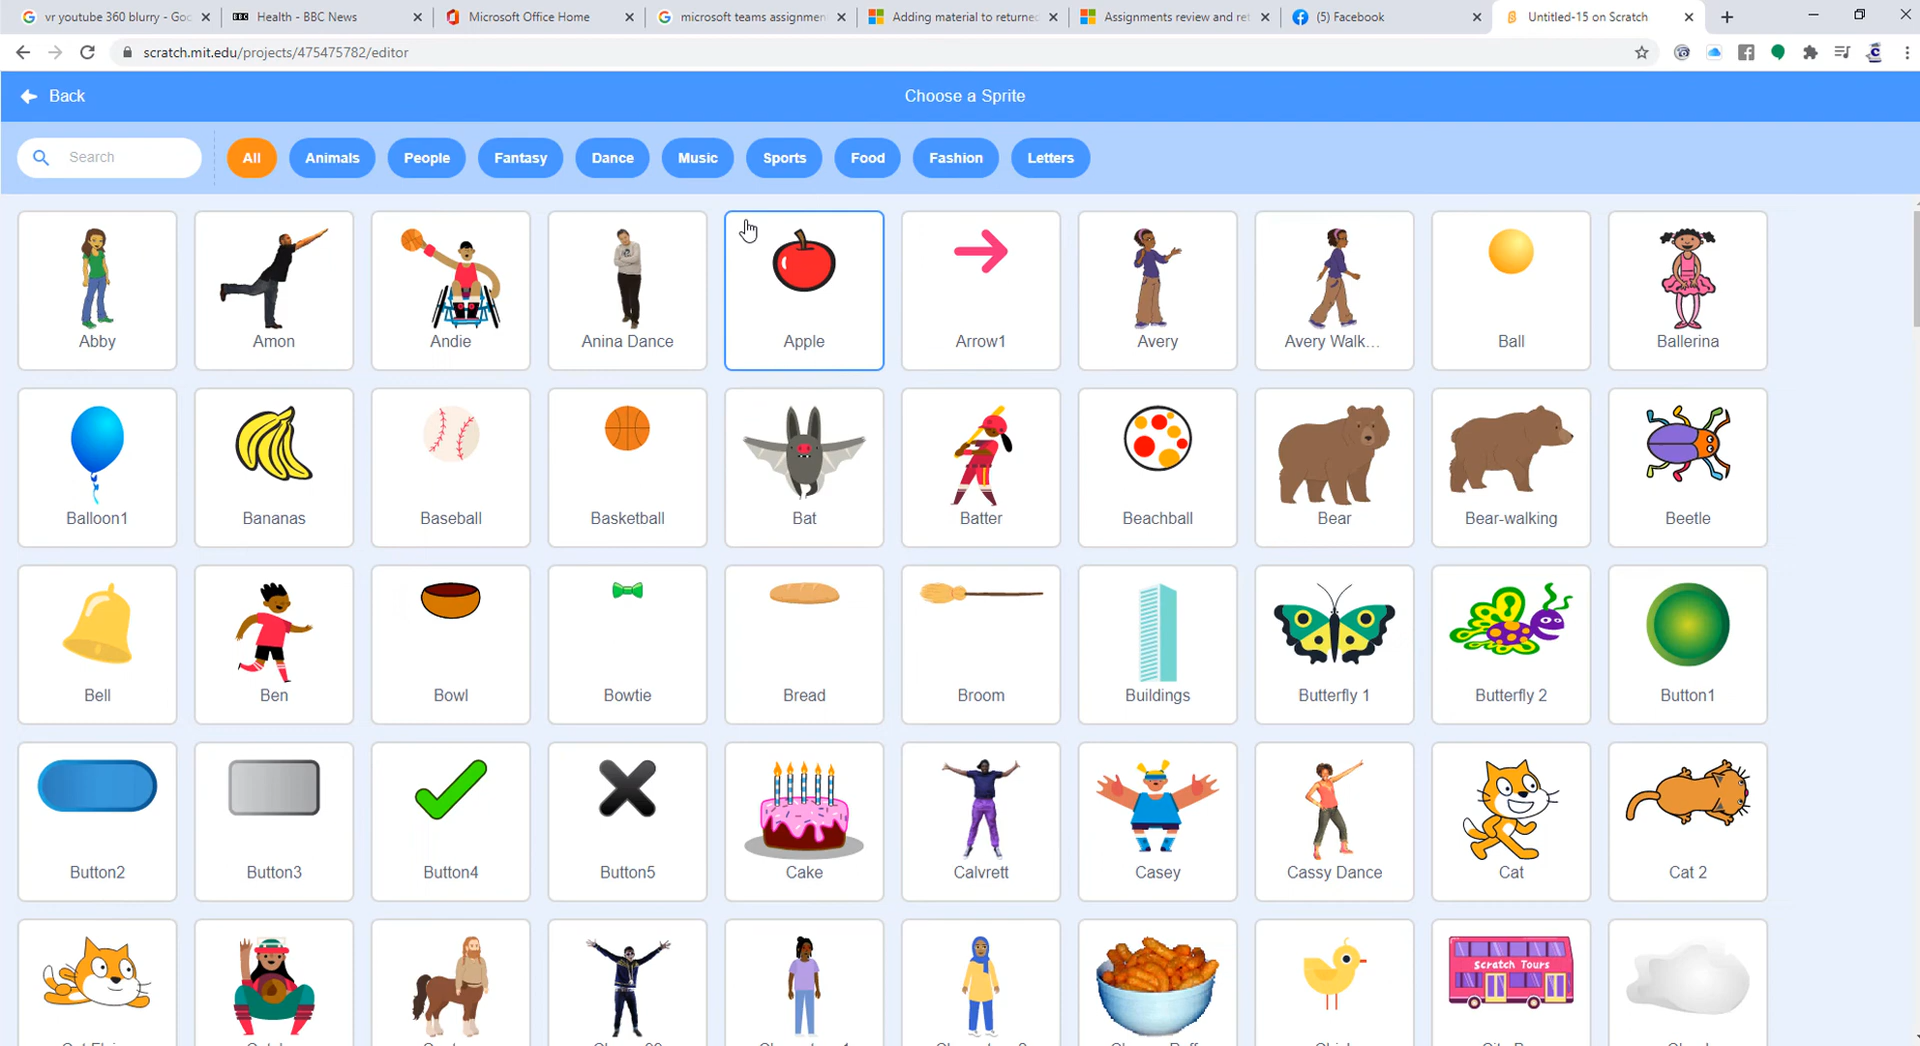 vr youtube 360 blurry - Goo
BBC Health - BBC News
Microsoft Office Home
microsoft teams assignmen
Adding material to returned
Assignments review and ret
(5) Facebook
Untitled-15 on Scratch
scratch.mit.edu/projects/475475782/editor
Back
Choose a Sprite
Search
All Animals People Fantasy Dance Music Sports Food Fashion Letters
Abby Amon Andie Anina Dance Apple Arrow1 Avery Avery Walk... Ball Ballerina
Balloon1 Bananas Baseball Basketball Bat Batter Beachball Bear Bear-walking Beetle
Bell Ben Bowl Bowtie Bread Broom Buildings Butterfly 1 Butterfly 2 Button1
Button2 Button3 Button4 Button5 Cake Calvrett Casey Cassy Dance Cat Cat 2
Scratch Tours